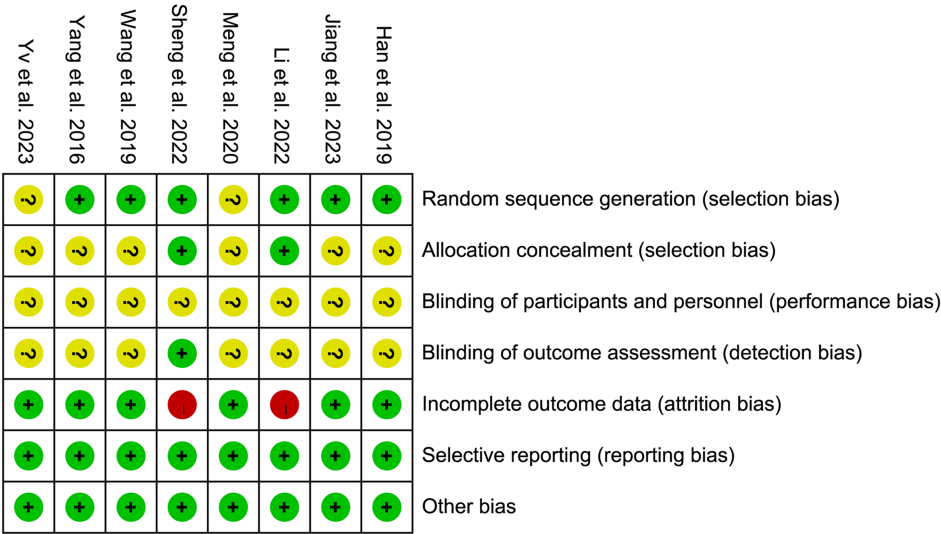 Yv et al. 2023
Yang et al. 2016
Wang et al. 2019
Sheng et al. 2022
Meng et al. 2020
Li et al. 2022
Jiang et al. 2023
Han et al. 2019
? + + + ? + + + Random sequence generation (selection bias)
? ? ? + ? + ? ? Allocation concealment (selection bias)
? ? ? ? ? ? ? ? Blinding of participants and personnel (performance bias)
? ? ? + ? ? ? ? Blinding of outcome assessment (detection bias)
+ + + – + – + + Incomplete outcome data (attrition bias)
+ + + + + + + + Selective reporting (reporting bias)
+ + + + + + + + Other bias